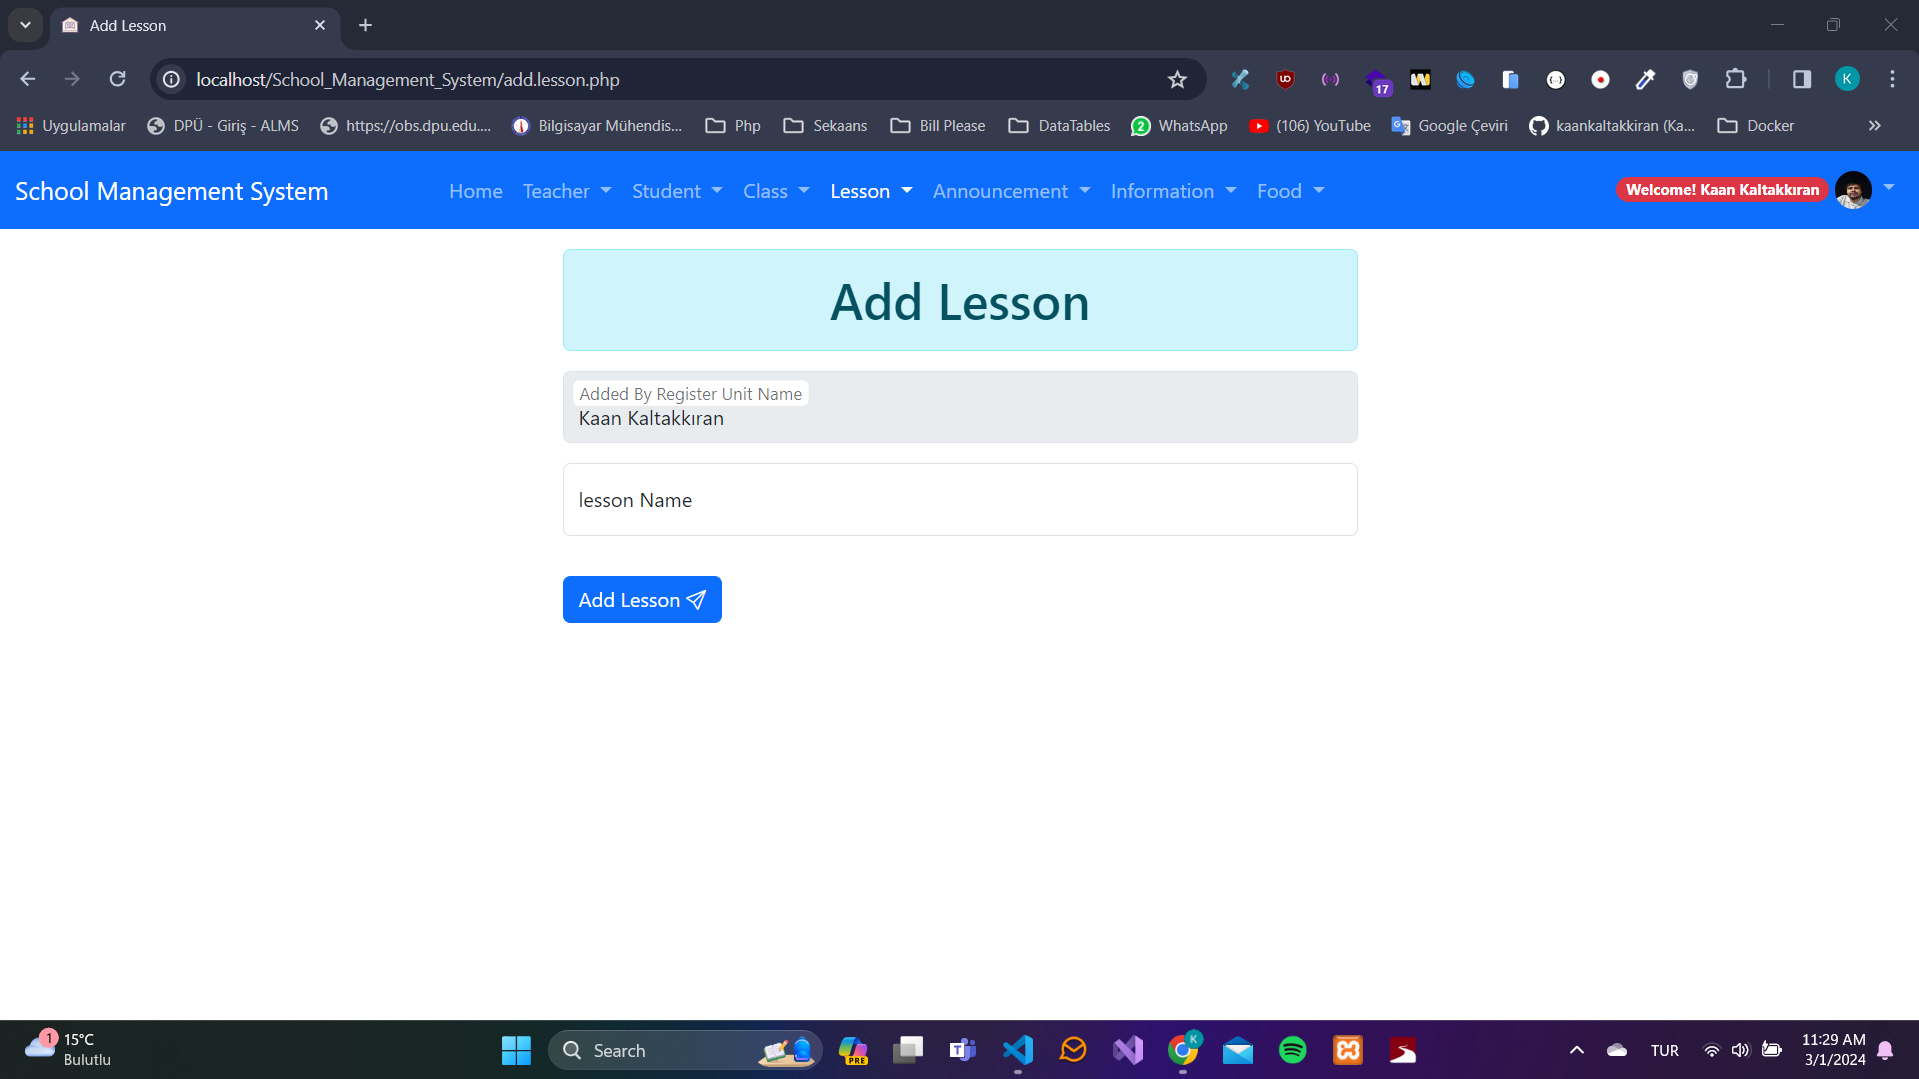 Add Lesson
localhost/School_Management_System/add.lesson.php
17
K
Uygulamalar DPÜ - Giriş - ALMS https://obs.dpu.edu.... Bilgisayar Mühendis... Php Sekaans Bill Please DataTables 2 WhatsApp (106) YouTube Google Çeviri kaankaltakkiran (Ka... Docker
School Management System Home Teacher Student Class Lesson Announcement Information Food Welcome! Kaan Kaltakkıran
Add Lesson
Added By Register Unit Name
Kaan Kaltakkıran
lesson Name
Add Lesson
1 15°C
Bulutlu
Search
PRE
K
TUR
11:29 AM
3/1/2024